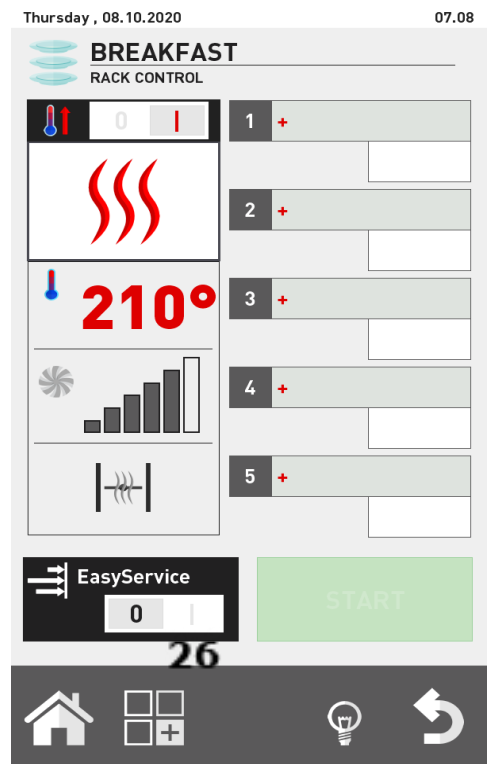 Thursday , 08.10.2020 07.08
BREAKFAST
RACK CONTROL
0 |
1 +
2 +
210°
3 +
4 +
5 +
EasyService
0 |
START
26